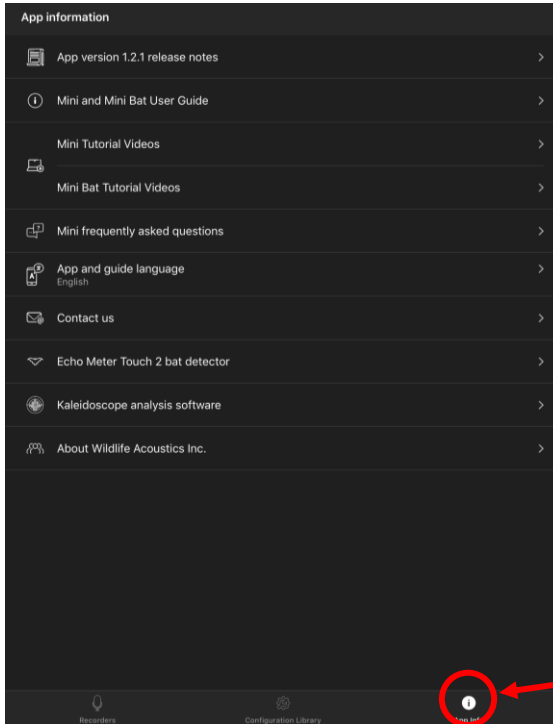 App information
App version 1.2.1 release notes
Mini and Mini Bat User Guide
Mini Tutorial Videos
Mini Bat Tutorial Videos
Mini frequently asked questions
App and guide language
English
Contact us
Echo Meter Touch 2 bat detector
Kaleidoscope analysis software
About Wildlife Acoustics Inc.
Recorders
Configuration Library
App Info